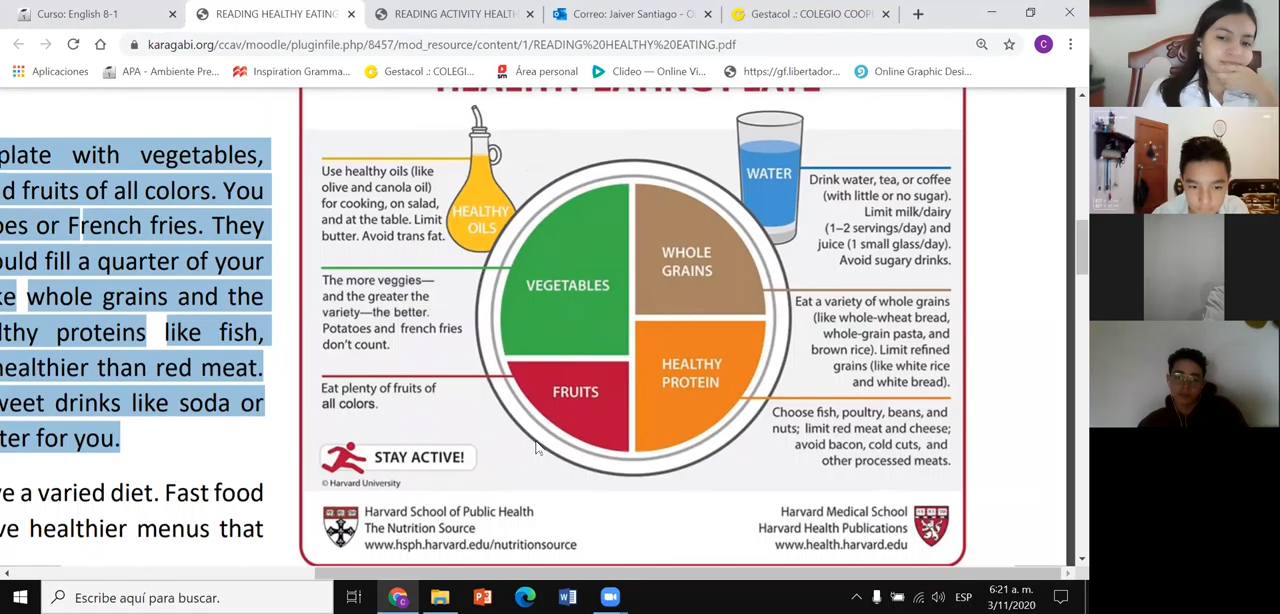 Curso: English 8-1
READING HEALTHY EATING
READING ACTIVITY HEALTH
Correo: Jaiver Santiago - O
Gestacol .: COLEGIO COOP
karagabi.org/ccav/moodle/pluginfile.php/8457/mod_resource/content/1/READING%20HEALTHY%20EATING.pdf
C
Aplicaciones
APA - Ambiente Pre...
Inspiration Gramma...
Gestacol .: COLEGI...
Área personal
Clideo — Online Vi...
https://gf.libertador...
Online Graphic Desi...
plate with vegetables,
d fruits of all colors. You
bes or French fries. They
ould fill a quarter of your
ke whole grains and the
lthy proteins like fish,
healthier than red meat.
weet drinks like soda or
ter for you.
ve a varied diet. Fast food
ve healthier menus that
HEALTHY EATING PLATE
Use healthy oils (like
olive and canola oil)
for cooking, on salad,
and at the table. Limit
butter. Avoid trans fat.
HEALTHY
OILS
The more veggies—
and the greater the
variety—the better.
Potatoes and french fries
don't count.
Eat plenty of fruits of
all colors.
STAY ACTIVE!
© Harvard University
VEGETABLES
FRUITS
WHOLE
GRAINS
HEALTHY
PROTEIN
WATER
Drink water, tea, or coffee
(with little or no sugar).
Limit milk/dairy
(1–2 servings/day) and
juice (1 small glass/day).
Avoid sugary drinks.
Eat a variety of whole grains
(like whole-wheat bread,
whole-grain pasta, and
brown rice). Limit refined
grains (like white rice
and white bread).
Choose fish, poultry, beans, and
nuts; limit red meat and cheese;
avoid bacon, cold cuts, and
other processed meats.
Harvard School of Public Health
The Nutrition Source
www.hsph.harvard.edu/nutritionsource
Harvard Medical School
Harvard Health Publications
www.health.harvard.edu
Escribe aquí para buscar.
ESP
6:21 a. m.
3/11/2020